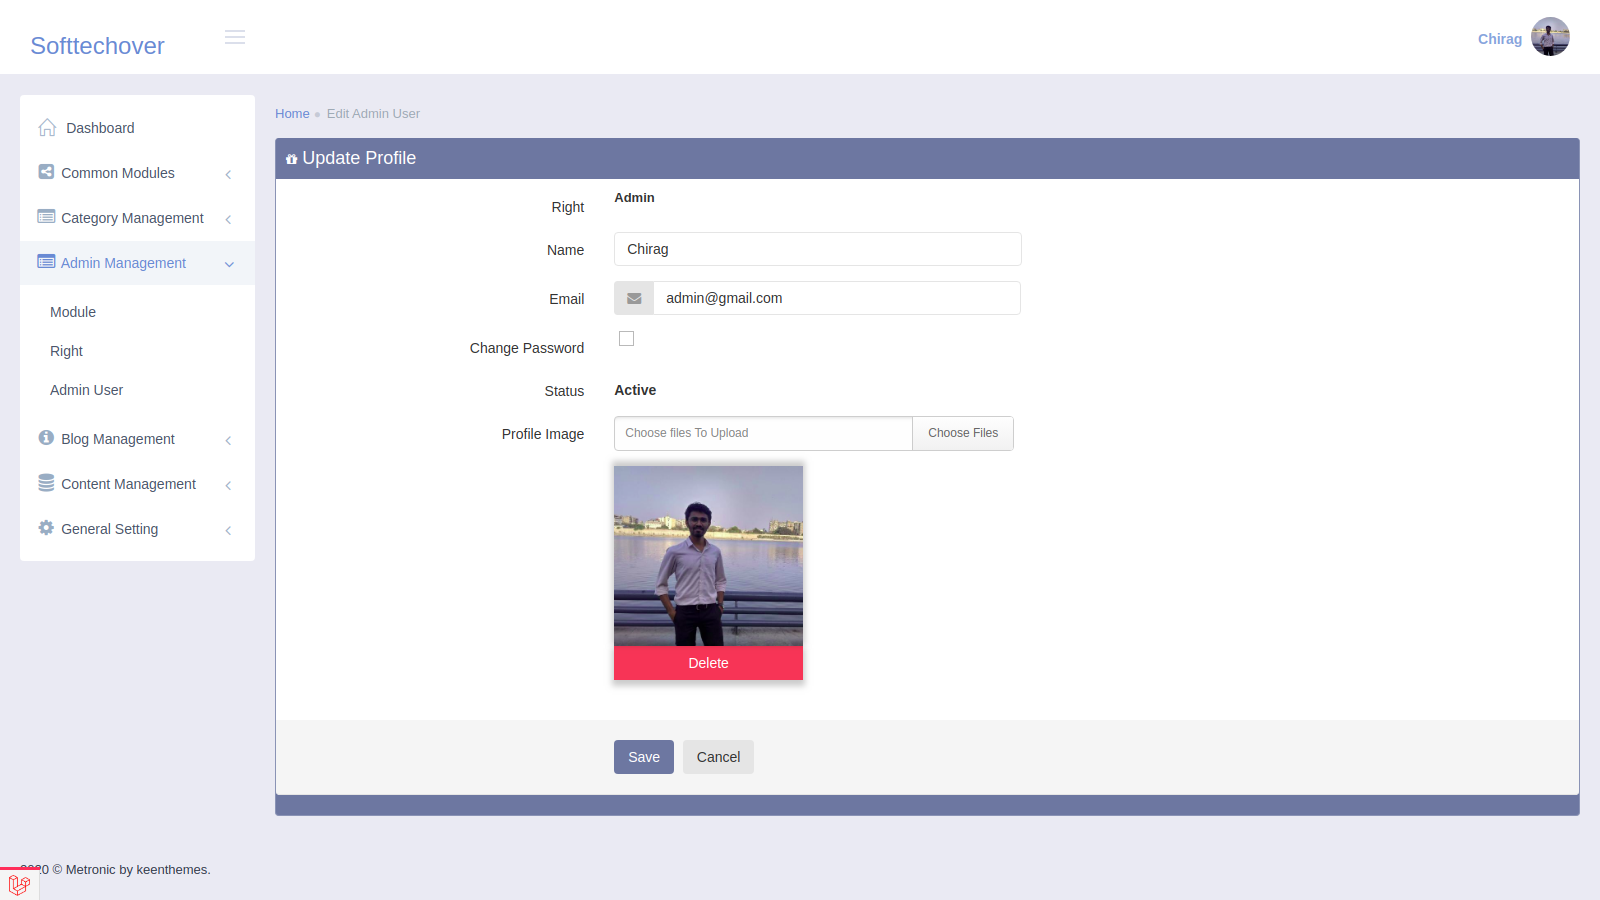 Softtechover
Chirag
Dashboard
Common Modules
Category Management
Admin Management
Module
Right
Admin User
Blog Management
Content Management
General Setting
Home
Edit Admin User
Update Profile
Right
Admin
Name
Chirag
Email
admin@gmail.com
Change Password
Status
Active
Profile Image
Choose files To Upload
Choose Files
Delete
Save
Cancel
© Metronic by keenthemes.